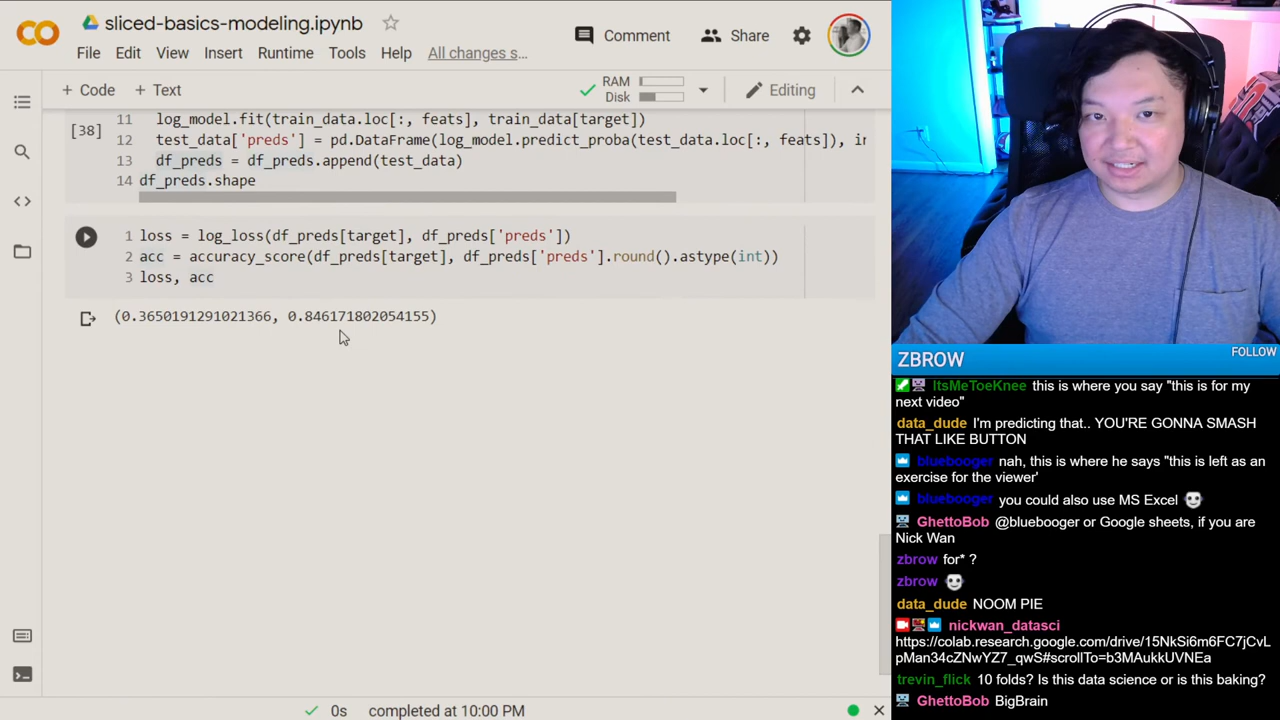 sliced-basics-modeling.ipynb
File Edit View Insert Runtime Tools Help All changes s...
Comment Share
+ Code + Text
RAM
Disk
Editing
[38]
11 log_model.fit(train_data.loc[:, feats], train_data[target])
12 test_data['preds'] = pd.DataFrame(log_model.predict_proba(test_data.loc[:, feats]), in
13 df_preds = df_preds.append(test_data)
14 df_preds.shape
1 loss = log_loss(df_preds[target], df_preds['preds'])
2 acc = accuracy_score(df_preds[target], df_preds['preds'].round().astype(int))
3 loss, acc
(0.3650191291021366, 0.846171802054155)
0s completed at 10:00 PM
ZBROW
FOLLOW
ItsMeToeKnee this is where you say "this is for my
next video"
data_dude I'm predicting that.. YOU'RE GONNA SMASH
THAT LIKE BUTTON
bluebooger nah, this is where he says "this is left as an
exercise for the viewer'
bluebooger you could also use MS Excel
GhettoBob @bluebooger or Google sheets, if you are
Nick Wan
zbrow for* ?
zbrow
data_dude NOOM PIE
nickwan_datasci
https://colab.research.google.com/drive/15NkSi6m6FC7jCvL
pMan34cZNwYZ7_qwS#scrollTo=b3MAukkUVNEa
trevin_flick 10 folds? Is this data science or is this baking?
GhettoBob BigBrain